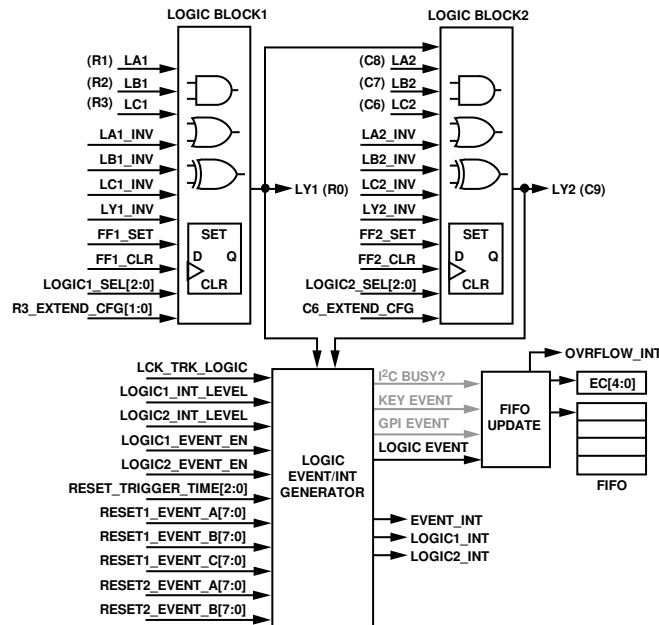 LOGIC BLOCK1
(R1) LA1
(R2) LB1
(R3) LC1
LA1_INV
LB1_INV
LC1_INV
LY1_INV
FF1_SET
FF1_CLR
LOGIC1_SEL[2:0]
R3_EXTEND_CFG[1:0]
SET
D Q
CLR
LY1 (R0)
LOGIC BLOCK2
(C8) LA2
(C7) LB2
(C6) LC2
LA2_INV
LB2_INV
LC2_INV
LY2_INV
FF2_SET
FF2_CLR
LOGIC2_SEL[2:0]
C6_EXTEND_CFG
SET
D Q
CLR
LY2 (C9)
LCK_TRK_LOGIC
LOGIC1_INT_LEVEL
LOGIC2_INT_LEVEL
LOGIC1_EVENT_EN
LOGIC2_EVENT_EN
RESET_TRIGGER_TIME[2:0]
RESET1_EVENT_A[7:0]
RESET1_EVENT_B[7:0]
RESET1_EVENT_C[7:0]
RESET2_EVENT_A[7:0]
RESET2_EVENT_B[7:0]
LOGIC
EVENT/INT
GENERATOR
I2C BUSY?
KEY EVENT
GPI EVENT
LOGIC EVENT
EVENT_INT
LOGIC1_INT
LOGIC2_INT
FIFO
UPDATE
OVRFLOW_INT
EC[4:0]
FIFO